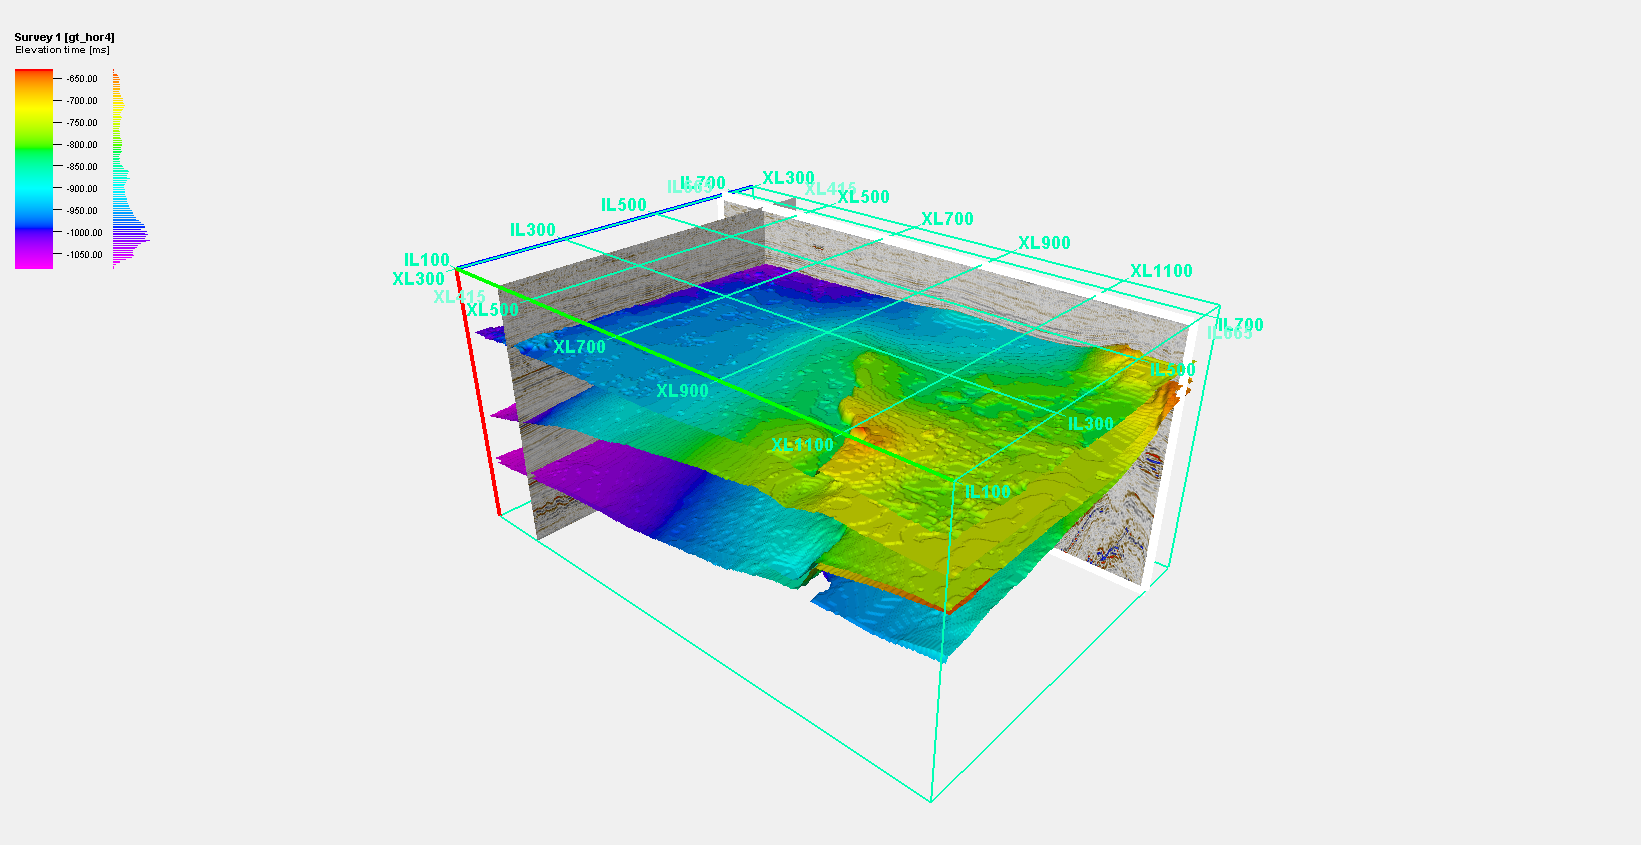 Survey 1 [gt_hor4]
Elevation time [ms]
-650.00
-700.00
-750.00
-800.00
-850.00
-900.00
-950.00
-1000.00
-1050.00
IL665
IL700
XL300
XL415
XL500
IL500
XL700
IL300
XL900
IL100
XL1100
XL300
XL415
XL500
IL700
IL665
XL700
IL500
XL900
IL300
XL1100
IL100